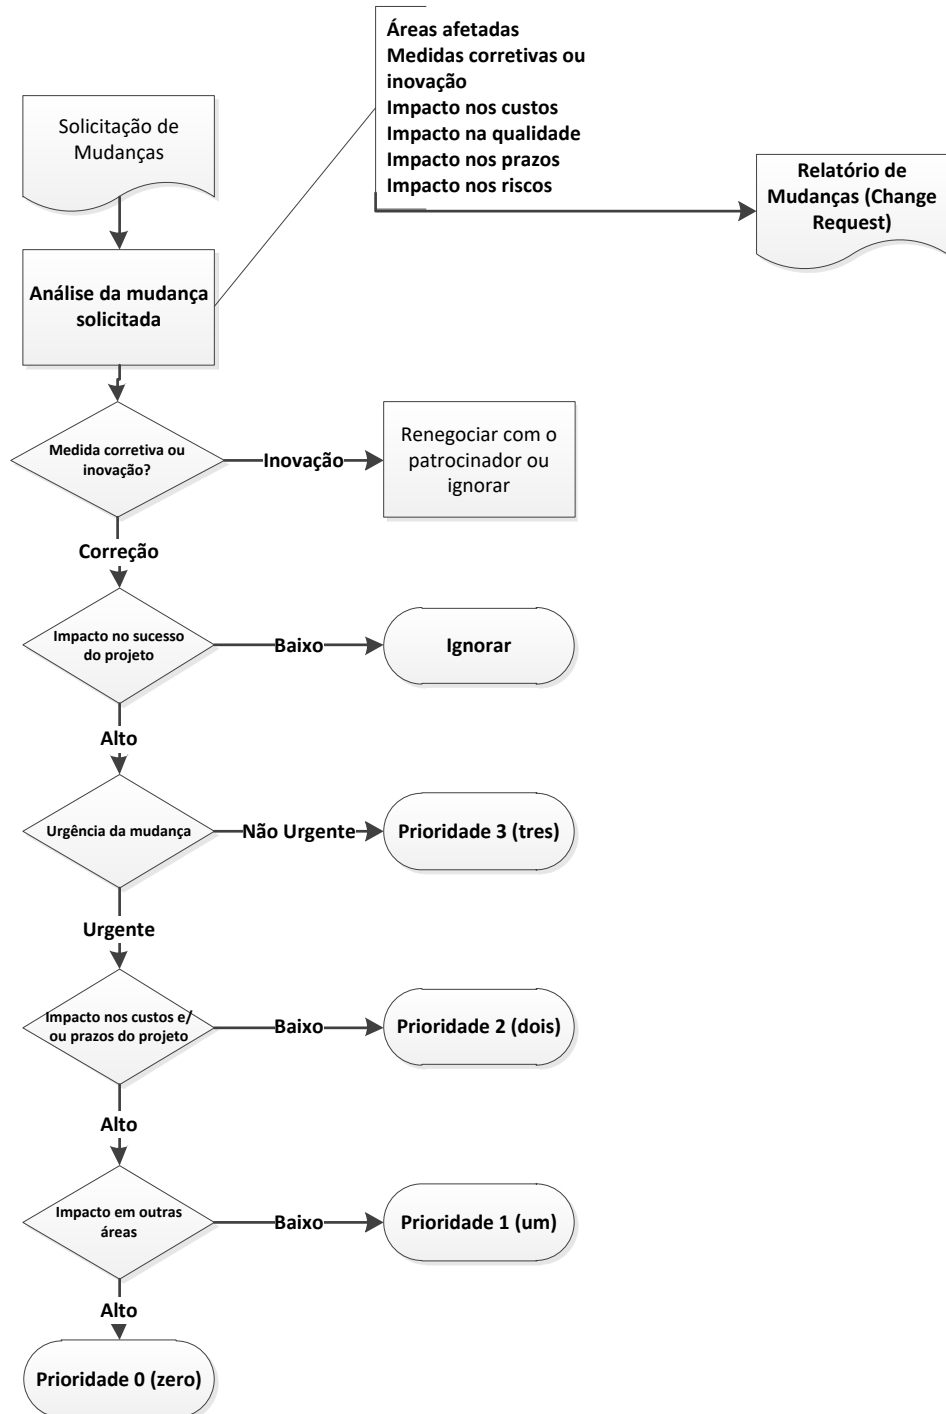 Áreas afetadas
Medidas corretivas ou
inovação
Impacto nos custos
Impacto na qualidade
Impacto nos prazos
Impacto nos riscos
Solicitação de
Mudanças
Relatório de
Mudanças (Change
Request)
Análise da mudança
solicitada
Medida corretiva ou
inovação?
Inovação
Renegociar com o
patrocinador ou
ignorar
Correção
Impacto no sucesso
do projeto
Baixo
Ignorar
Alto
Urgência da mudança
Não Urgente
Prioridade 3 (tres)
Urgente
Impacto nos custos e/
ou prazos do projeto
Baixo
Prioridade 2 (dois)
Alto
Impacto em outras
áreas
Baixo
Prioridade 1 (um)
Alto
Prioridade 0 (zero)